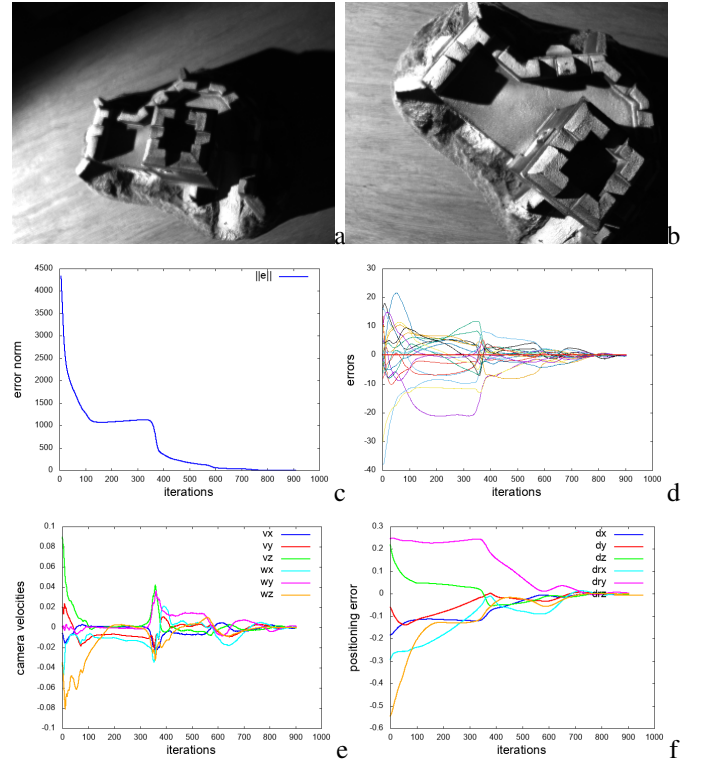 a
b
4500
4000
3500
3000
2500
2000
1500
1000
500
0
error norm
||e||
0 100 200 300 400 500 600 700 800 900 1000
iterations
c
30
20
10
0
-10
-20
-30
-40
errors
0 100 200 300 400 500 600 700 800 900 1000
iterations
d
0.1
0.08
0.06
0.04
0.02
0
-0.02
-0.04
-0.06
-0.08
-0.1
camera velocities
vx
vy
vz
wx
wy
wz
0 100 200 300 400 500 600 700 800 900 1000
iterations
e
0.3
0.2
0.1
0
-0.1
-0.2
-0.3
-0.4
-0.5
-0.6
positioning error
dx
dy
dz
drx
dry
drz
0 100 200 300 400 500 600 700 800 900 1000
iterations
f